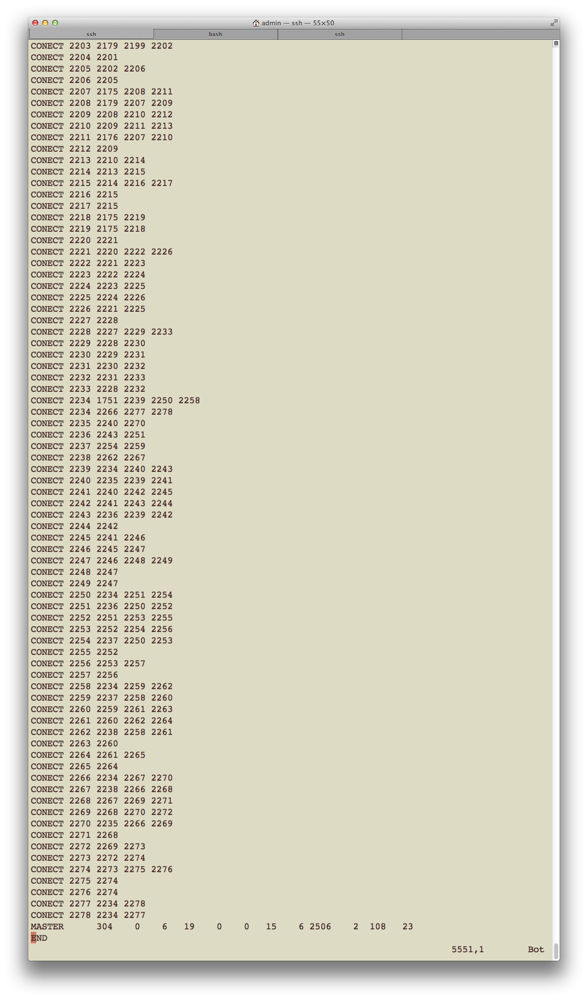 admin — ssh — 55×50
ssh bash ssh
CONECT 2203 2179 2199 2202
CONECT 2204 2201
CONECT 2205 2202 2206
CONECT 2206 2205
CONECT 2207 2175 2208 2211
CONECT 2208 2179 2207 2209
CONECT 2209 2208 2210 2212
CONECT 2210 2209 2211 2213
CONECT 2211 2176 2207 2210
CONECT 2212 2209
CONECT 2213 2210 2214
CONECT 2214 2213 2215
CONECT 2215 2214 2216 2217
CONECT 2216 2215
CONECT 2217 2215
CONECT 2218 2175 2219
CONECT 2219 2175 2218
CONECT 2220 2221
CONECT 2221 2220 2222 2226
CONECT 2222 2221 2223
CONECT 2223 2222 2224
CONECT 2224 2223 2225
CONECT 2225 2224 2226
CONECT 2226 2221 2225
CONECT 2227 2228
CONECT 2228 2227 2229 2233
CONECT 2229 2228 2230
CONECT 2230 2229 2231
CONECT 2231 2230 2232
CONECT 2232 2231 2233
CONECT 2233 2228 2232
CONECT 2234 1751 2239 2250 2258
CONECT 2234 2266 2277 2278
CONECT 2235 2240 2270
CONECT 2236 2243 2251
CONECT 2237 2254 2259
CONECT 2238 2262 2267
CONECT 2239 2234 2240 2243
CONECT 2240 2235 2239 2241
CONECT 2241 2240 2242 2245
CONECT 2242 2241 2243 2244
CONECT 2243 2236 2239 2242
CONECT 2244 2242
CONECT 2245 2241 2246
CONECT 2246 2245 2247
CONECT 2247 2246 2248 2249
CONECT 2248 2247
CONECT 2249 2247
CONECT 2250 2234 2251 2254
CONECT 2251 2236 2250 2252
CONECT 2252 2251 2253 2255
CONECT 2253 2252 2254 2256
CONECT 2254 2237 2250 2253
CONECT 2255 2252
CONECT 2256 2253 2257
CONECT 2257 2256
CONECT 2258 2234 2259 2262
CONECT 2259 2237 2258 2260
CONECT 2260 2259 2261 2263
CONECT 2261 2260 2262 2264
CONECT 2262 2238 2258 2261
CONECT 2263 2260
CONECT 2264 2261 2265
CONECT 2265 2264
CONECT 2266 2234 2267 2270
CONECT 2267 2238 2266 2268
CONECT 2268 2267 2269 2271
CONECT 2269 2268 2270 2272
CONECT 2270 2235 2266 2269
CONECT 2271 2268
CONECT 2272 2269 2273
CONECT 2273 2272 2274
CONECT 2274 2273 2275 2276
CONECT 2275 2274
CONECT 2276 2274
CONECT 2277 2234 2278
CONECT 2278 2234 2277
MASTER 304 0 6 19 0 0 15 6 2506 2 108 23
END
5551,1 Bot